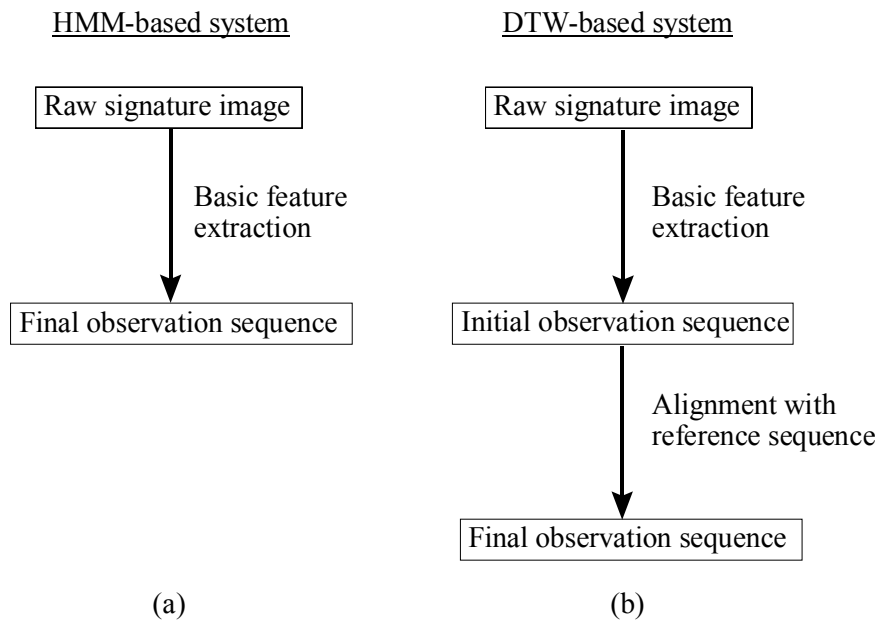 HMM-based system
Raw signature image
Basic feature
extraction
Final observation sequence
(a)
DTW-based system
Raw signature image
Basic feature
extraction
Initial observation sequence
Alignment with
reference sequence
Final observation sequence
(b)